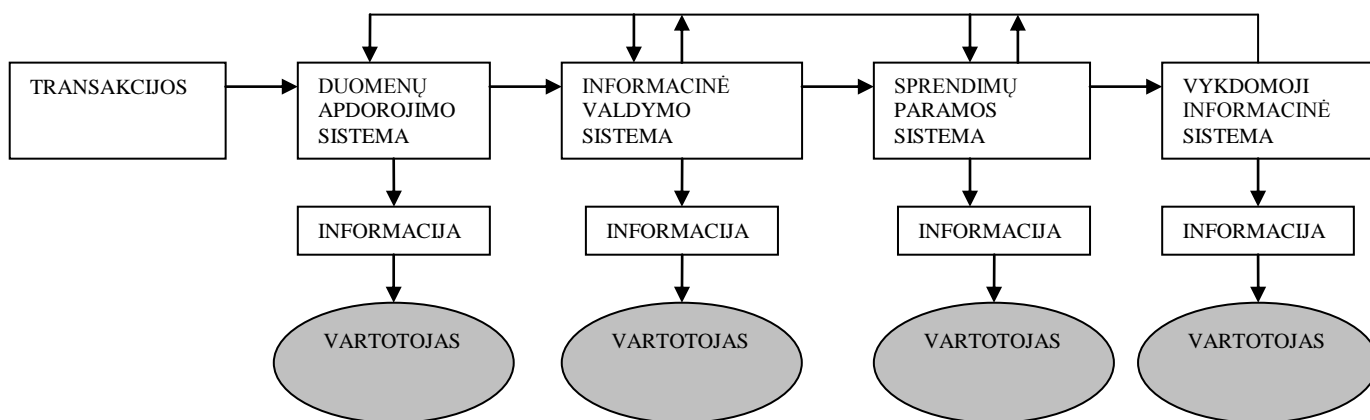 TRANSAKCIJOS
DUOMENŲ
APDOROJIMO
SISTEMA
INFORMACINĖ
VALDYMO
SISTEMA
SPRENDIMŲ
PARAMOS
SISTEMA
VYKDOMOJI
INFORMACINĖ
SISTEMA
INFORMACIJA
INFORMACIJA
INFORMACIJA
INFORMACIJA
VARTOTOJAS
VARTOTOJAS
VARTOTOJAS
VARTOTOJAS